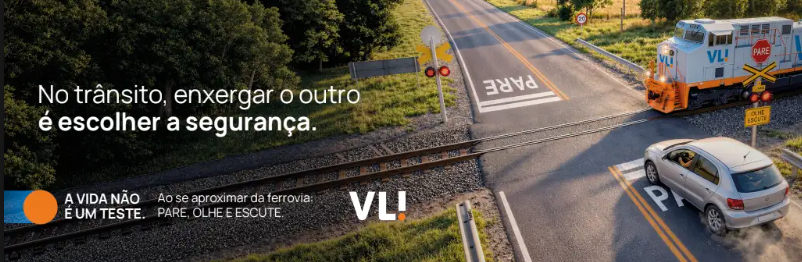 No trânsito, enxergar o outro
é escolher a segurança.
A VIDA NÃO
É UM TESTE.
Ao se aproximar da ferrovia:
PARE, OLHE E ESCUTE.
VLI
PARE
VLI
VLI
PARE
OLHE
ESCUTE